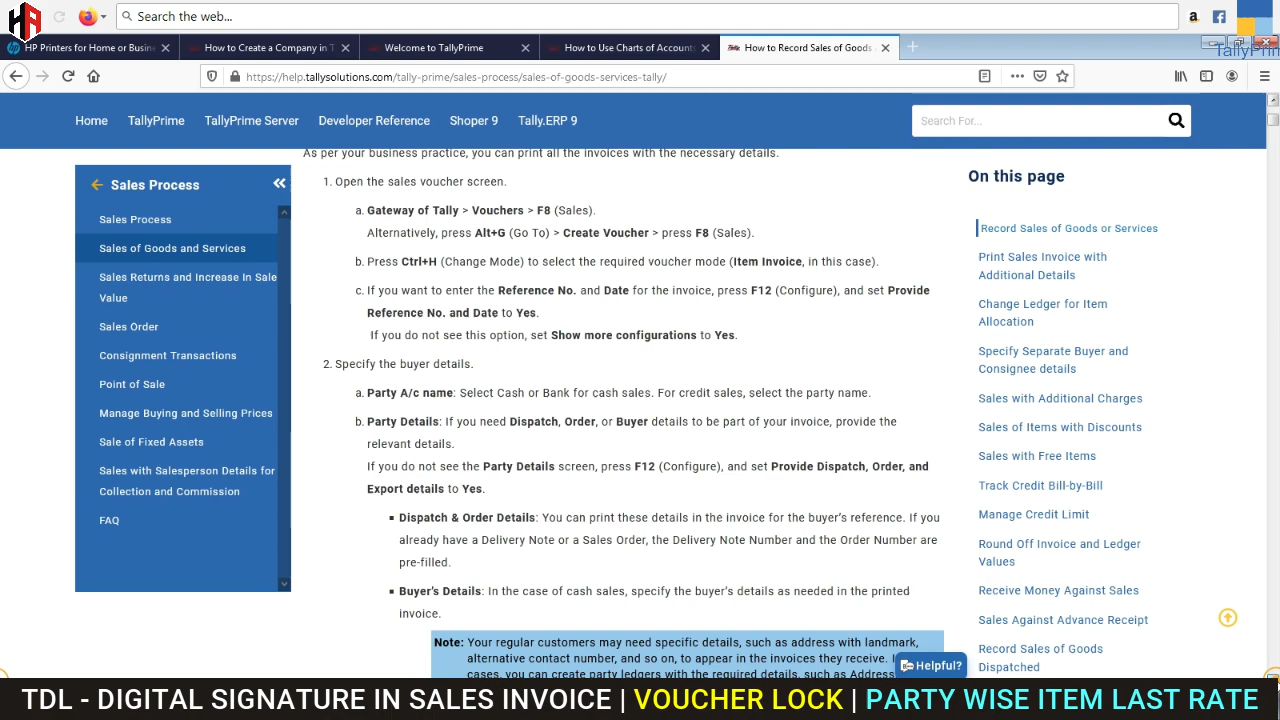 HA
Search the web...
TallyPrin
HP Printers for Home or Busine
How to Create a Company in T
Welcome to TallyPrime
How to Use Charts of Accounts
How to Record Sales of Goods
https://help.tallysolutions.com/tally-prime/sales-process/sales-of-goods-services-tally/
Home TallyPrime TallyPrime Server Developer Reference Shoper 9 Tally.ERP 9
Search For...
Sales Process
Sales Process
Sales of Goods and Services
Sales Returns and Increase In Sale
Value
Sales Order
Consignment Transactions
Point of Sale
Manage Buying and Selling Prices
Sale of Fixed Assets
Sales with Salesperson Details for
Collection and Commission
FAQ
As per your business practice, you can print all the invoices with the necessary details.
1. Open the sales voucher screen.
a. Gateway of Tally > Vouchers > F8 (Sales).
Alternatively, press Alt+G (Go To) > Create Voucher > press F8 (Sales).
b. Press Ctrl+H (Change Mode) to select the required voucher mode (Item Invoice, in this case).
c. If you want to enter the Reference No. and Date for the invoice, press F12 (Configure), and set Provide
Reference No. and Date to Yes.
If you do not see this option, set Show more configurations to Yes.
2. Specify the buyer details.
a. Party A/c name: Select Cash or Bank for cash sales. For credit sales, select the party name.
b. Party Details: If you need Dispatch, Order, or Buyer details to be part of your invoice, provide the
relevant details.
If you do not see the Party Details screen, press F12 (Configure), and set Provide Dispatch, Order, and
Export details to Yes.
▪ Dispatch & Order Details: You can print these details in the invoice for the buyer's reference. If you
already have a Delivery Note or a Sales Order, the Delivery Note Number and the Order Number are
pre-filled.
▪ Buyer's Details: In the case of cash sales, specify the buyer's details as needed in the printed
invoice.
Note: Your regular customers may need specific details, such as address with landmark,
alternative contact number, and so on, to appear in the invoices they receive.
cases, you can create party ledgers with the required details, such as Address
On this page
Record Sales of Goods or Services
Print Sales Invoice with
Additional Details
Change Ledger for Item
Allocation
Specify Separate Buyer and
Consignee details
Sales with Additional Charges
Sales of Items with Discounts
Sales with Free Items
Track Credit Bill-by-Bill
Manage Credit Limit
Round Off Invoice and Ledger
Values
Receive Money Against Sales
Sales Against Advance Receipt
Record Sales of Goods
Dispatched
Helpful?
TDL - DIGITAL SIGNATURE IN SALES INVOICE | VOUCHER LOCK | PARTY WISE ITEM LAST RATE